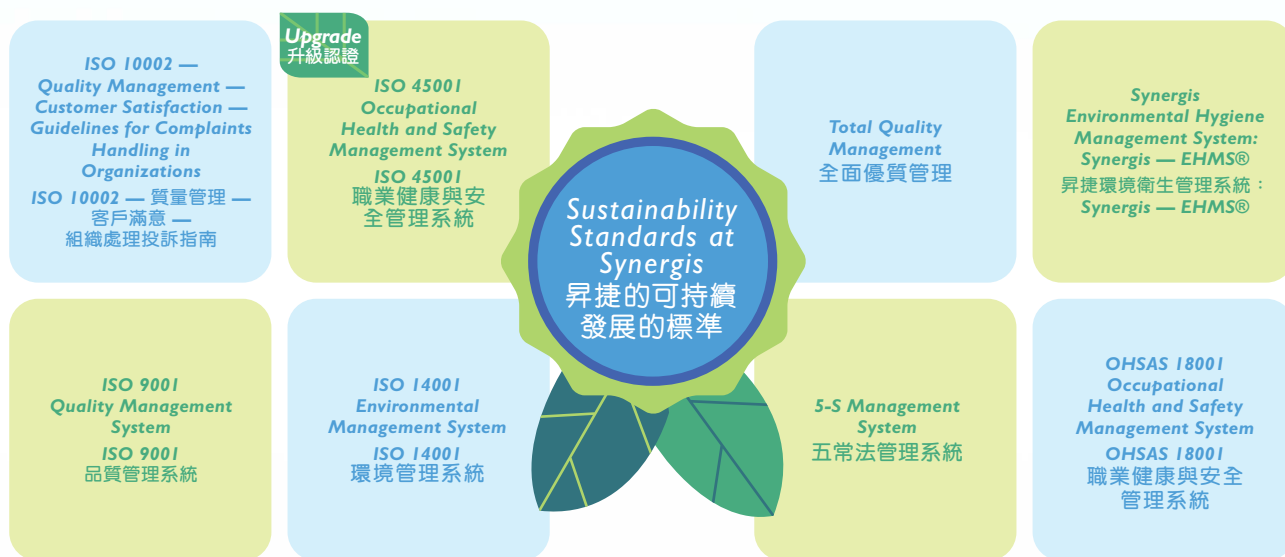 ISO 10002 —
Quality Management —
Customer Satisfaction —
Guidelines for Complaints
Handling in
Organizations
ISO 10002 — 質量管理 —
客戶滿意 —
組織處理投訴指南
Upgrade
升級認證
ISO 45001
Occupational
Health and Safety
Management System
ISO 45001
職業健康與安
全管理系統
Sustainability
Standards at
Synergis
昇捷的可持續
發展的標準
Total Quality
Management
全面優質管理
Synergis
Environmental Hygiene
Management System:
Synergis — EHMS®
昇捷環境衛生管理系統：
Synergis — EHMS®
ISO 9001
Quality Management
System
ISO 9001
品質管理系統
ISO 14001
Environmental
Management System
ISO 14001
環境管理系統
5-S Management
System
五常法管理系統
OHSAS 18001
Occupational
Health and Safety
Management System
OHSAS 18001
職業健康與安全
管理系統